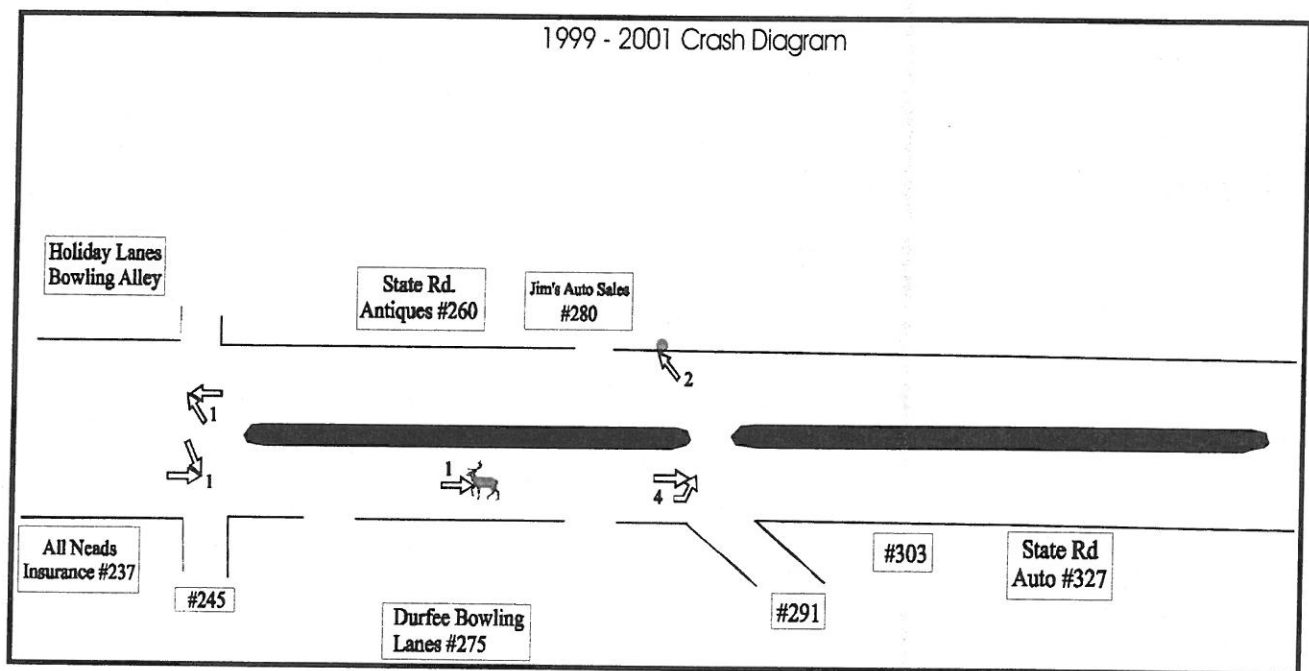 1999 - 2001 Crash Diagram
Holiday Lanes
Bowling Alley
State Rd.
Antiques #260
Jim's Auto Sales
#280
2
1
1
1
4
All Neads
Insurance #237
#245
Durfee Bowling
Lanes #275
#291
#303
State Rd
Auto #327